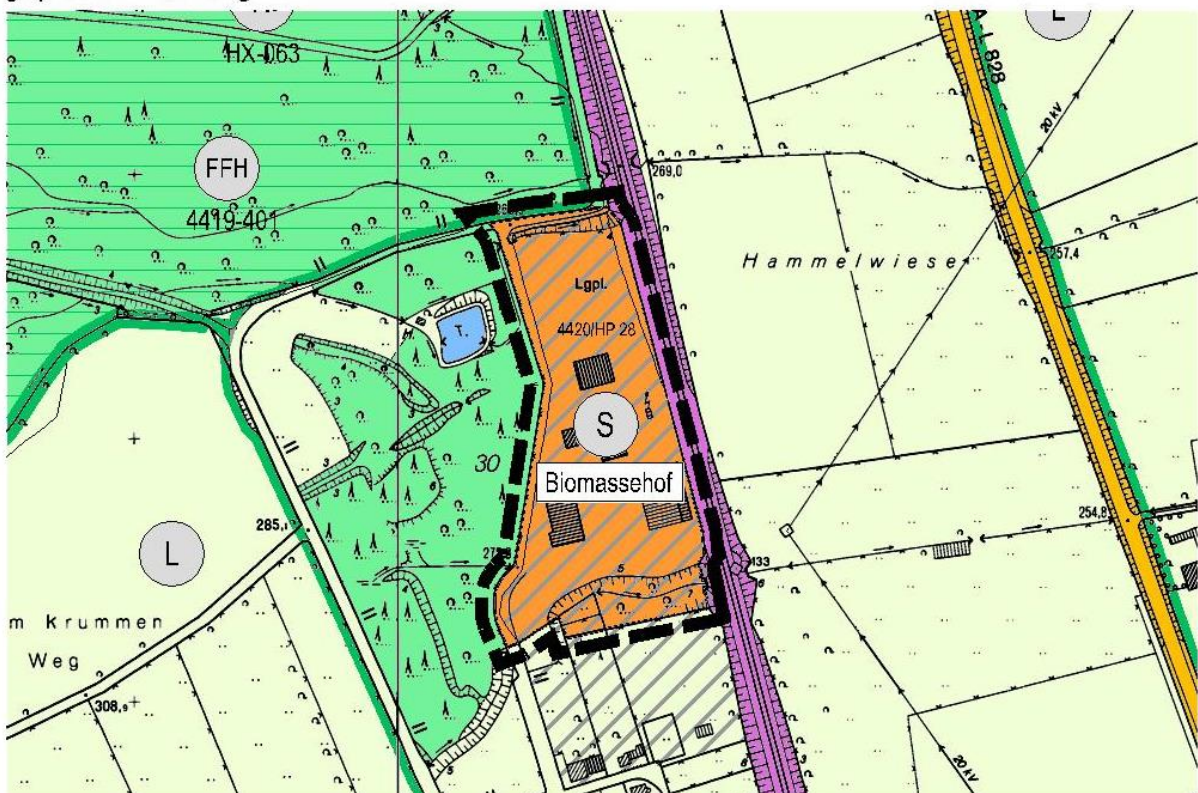 L
HX-063
A L 828
20 kV
FFH
269,0
4419-401
Hammelwiese
257,4
Lgpl.
4420/HP 28
T.
S
30
Biomassehof
254,8
285,1
L
m Krummen
Weg
308,9
20 kV